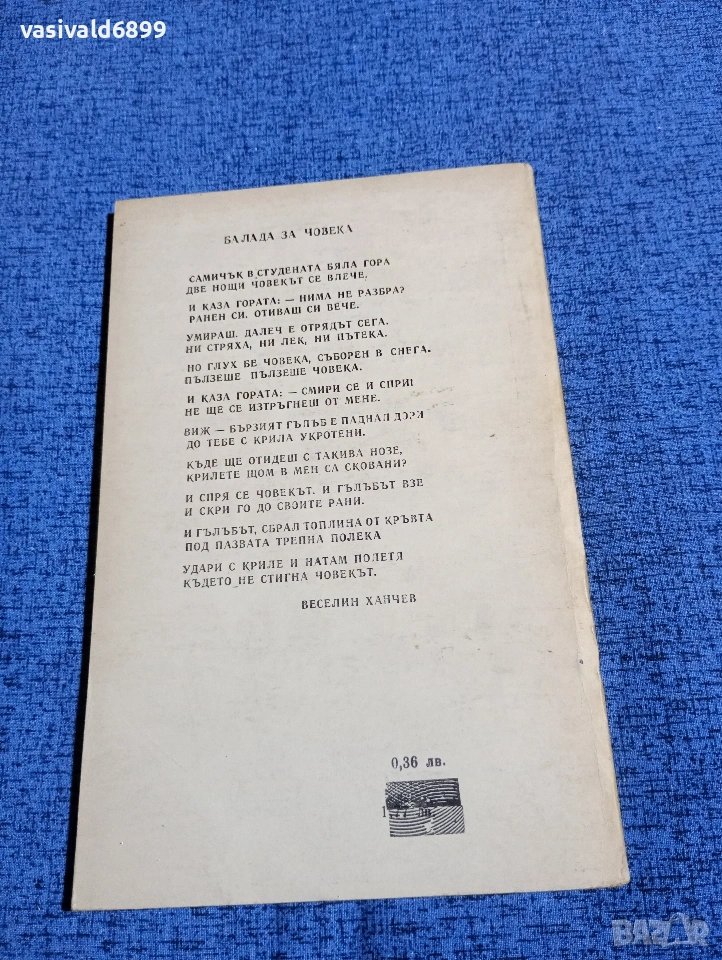 vasivald6899
БАЛАДА ЗА ЧОВЕКА
САМИЧЪК В СТУДЕНАТА БЯЛА ГОРА
ДВЕ НОЩИ ЧОВЕКЪТ СЕ ВЛЕЧЕ.
И КАЗА ГОРАТА: — НИМА НЕ РАЗБРА?
РАНЕН СИ. ОТИВАШ СИ ВЕЧЕ.
УМИРАШ. ДАЛЕЧ Е ОТРЯДЪТ СЕГА.
НИ СТРЯХА, НИ ЛЕК, НИ ПЪТЕКА.
НО ГЛУХ БЕ ЧОВЕКА, СЪБОРЕН В СНЕГА.
ПЪЛЗЕШЕ ПЪЛЗЕШЕ ЧОВЕКА.
И КАЗА ГОРАТА: — СМИРИ СЕ И СПРИ!
НЕ ЩЕ СЕ ИЗТРЪГНЕШ ОТ МЕНЕ.
ВИЖ — БЪРЗИЯТ ГЪЛЪБ Е ПАДНАЛ ДОРИ
ДО ТЕБЕ С КРИЛА УКРОТЕНИ.
КЪДЕ ЩЕ ОТИДЕШ С ТАКИВА НОЗЕ,
КРИЛЕТЕ ЩОМ В МЕН СА СКОВАНИ?
И СПРЯ СЕ ЧОВЕКЪТ. И ГЪЛЪБЪТ ВЗЕ
И СКРИ ГО ДО СВОИТЕ РАНИ.
И ГЪЛЪБЪТ, СБРАЛ ТОПЛИНА ОТ КРЪВТА
ПОД ПАЗВАТА ТРЕПНА ПОЛЕКА
УДАРИ С КРИЛЕ И НАТАМ ПОЛЕТЯ
КЪДЕТО НЕ СТИГНА ЧОВЕКЪТ.
ВЕСЕЛИН ХАНЧЕВ
0,36 лв.
BAZAR